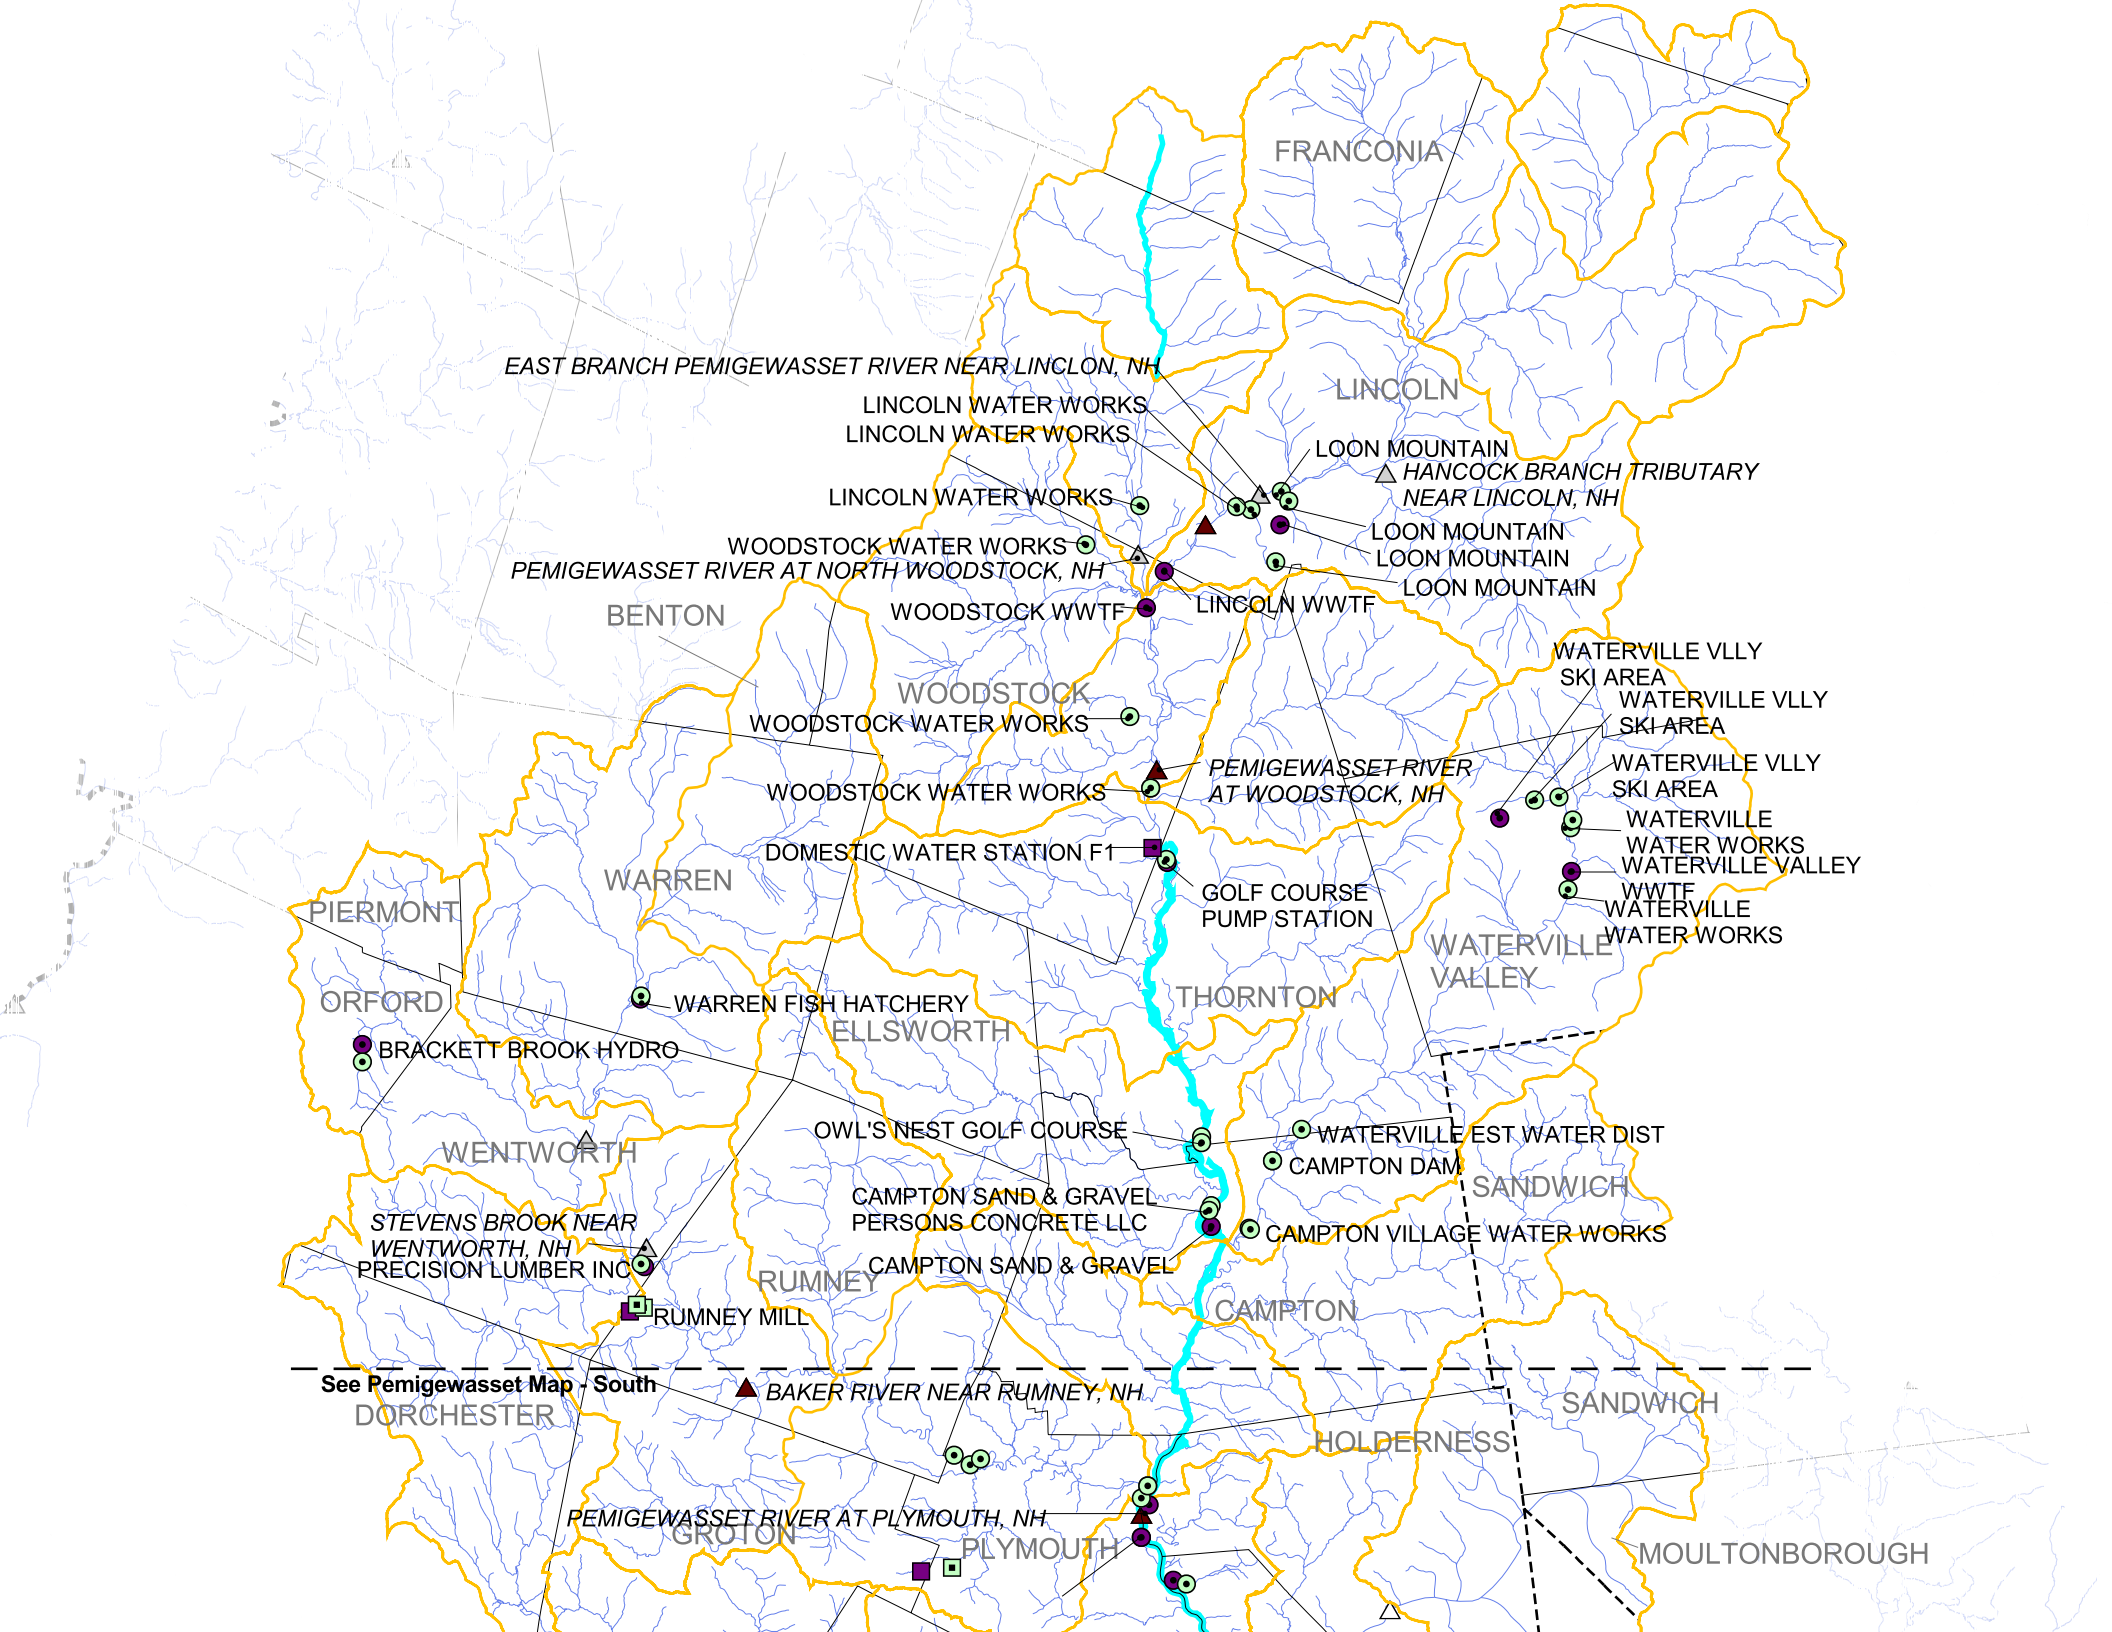 FRANCONIA
EAST BRANCH PEMIGEWASSET RIVER NEAR LINCLON, NH
LINCOLN
LINCOLN WATER WORKS
LINCOLN WATER WORKS
LOON MOUNTAIN
HANCOCK BRANCH TRIBUTARY
NEAR LINCOLN, NH
LINCOLN WATER WORKS
LOON MOUNTAIN
WOODSTOCK WATER WORKS
LOON MOUNTAIN
PEMIGEWASSET RIVER AT NORTH WOODSTOCK, NH
LOON MOUNTAIN
BENTON
WOODSTOCK WWTF
LINCOLN WWTF
WATERVILLE VLLY
SKI AREA
WOODSTOCK
WATERVILLE VLLY
SKI AREA
WOODSTOCK WATER WORKS
PEMIGEWASSET RIVER
AT WOODSTOCK, NH
WATERVILLE VLLY
SKI AREA
WOODSTOCK WATER WORKS
WATERVILLE
WATER WORKS
DOMESTIC WATER STATION F1
WATERVILLE VALLEY
WWTF
WARREN
GOLF COURSE
PUMP STATION
WATERVILLE
WATER WORKS
PIERMONT
WATERVILLE
VALLEY
ORFORD
WARREN FISH HATCHERY
THORNTON
ELLSWORTH
BRACKETT BROOK HYDRO
OWL'S NEST GOLF COURSE
WATERVILLE EST WATER DIST
WENTWORTH
CAMPTON DAM
SANDWICH
CAMPTON SAND & GRAVEL
PERSONS CONCRETE LLC
STEVENS BROOK NEAR
WENTWORTH, NH
CAMPTON VILLAGE WATER WORKS
PRECISION LUMBER INC
CAMPTON SAND & GRAVEL
RUMNEY
RUMNEY MILL
CAMPTON
See Pemigewasset Map - South
BAKER RIVER NEAR RUMNEY, NH
SANDWICH
DORCHESTER
HOLDERNESS
PEMIGEWASSET RIVER AT PLYMOUTH, NH
GROTON
PLYMOUTH
MOULTONBOROUGH